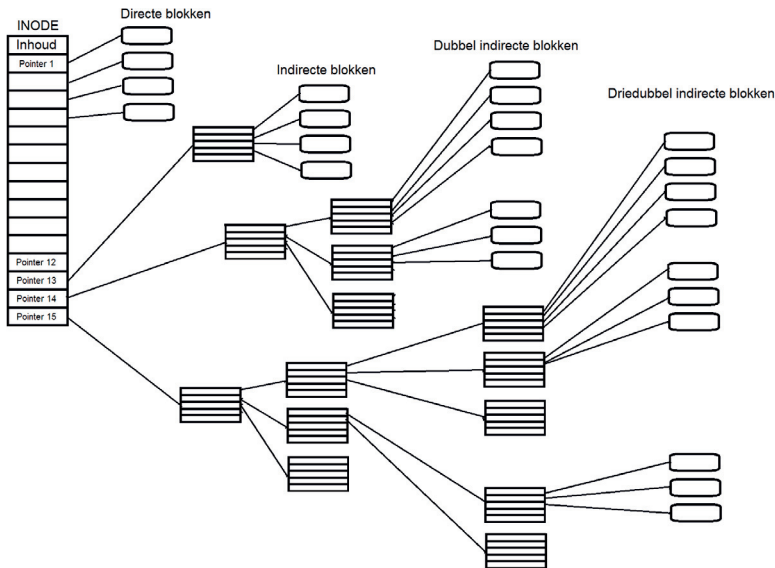 INODE
Inhoud
Pointer 1
Pointer 12
Pointer 13
Pointer 14
Pointer 15
Directe blokken
Indirecte blokken
Dubbel indirecte blokken
Driedubbel indirecte blokken